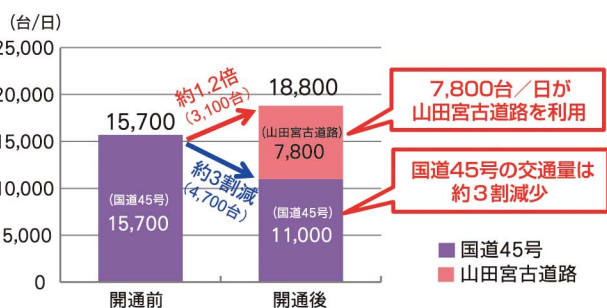 (台/日)
25,000
20,000
15,000
10,000
5,000
0
15,700
(国道45号)
15,700
約1.2倍
(3,100台)
約3割減
(4,700台)
18,800
(山田宮古道路)
7,800
(国道45号)
11,000
開通前
開通後
7,800台/日が
山田宮古道路を利用
国道45号の交通量は
約3割減少
国道45号
山田宮古道路